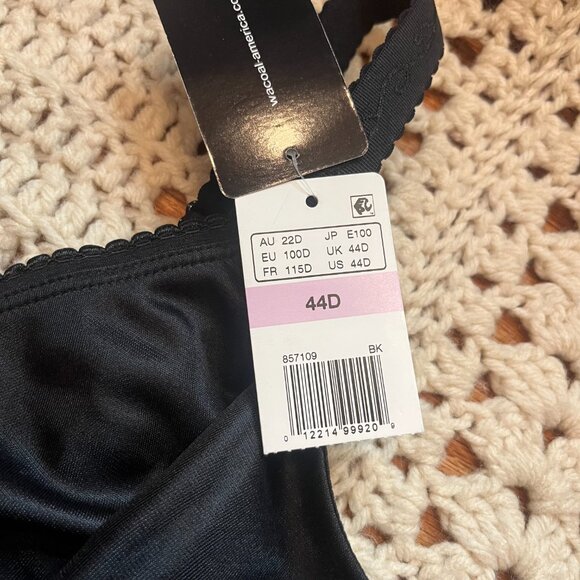 wacoal-america.co
AU 22D JP E100
EU 100D UK 44D
FR 115D US 44D
44D
857109 BK
0 12214 99920 9